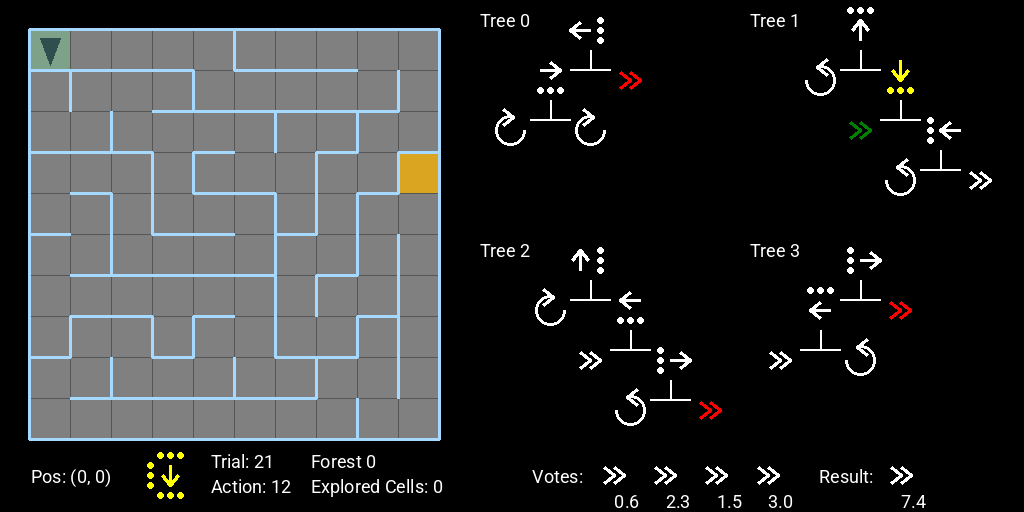 Tree 0
Tree 1
Tree 2
Tree 3
Pos: (0, 0)
Trial: 21
Forest 0
Action: 12
Explored Cells: 0
Votes:
Result:
0.6
2.3
1.5
3.0
7.4